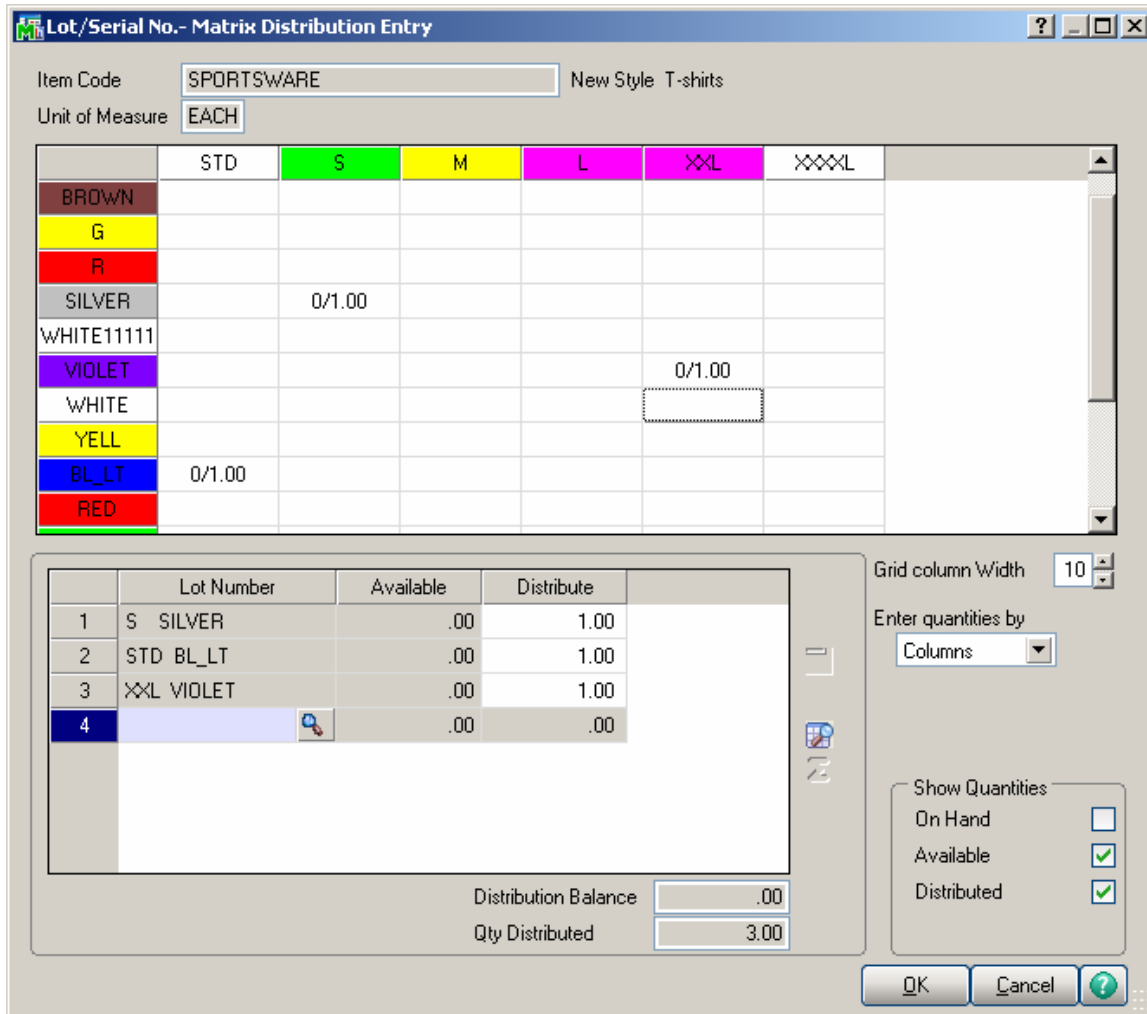 Lot/Serial No.- Matrix Distribution Entry
Item Code SPORTSWARE New Style T-shirts
Unit of Measure EACH
STD S M L XXL XXXXL
BROWN
G
R
SILVER 0/1.00
WHITE11111
VIOLET 0/1.00
WHITE
YELL
BL_LT 0/1.00
RED
Grid column Width 10
Lot Number Available Distribute
1 S SILVER .00 1.00
Enter quantities by
2 STD BL_LT .00 1.00
Columns
3 XXL VIOLET .00 1.00
4 .00 .00
Show Quantities
On Hand
Available
Distributed
Distribution Balance .00
Qty Distributed 3.00
OK Cancel ?